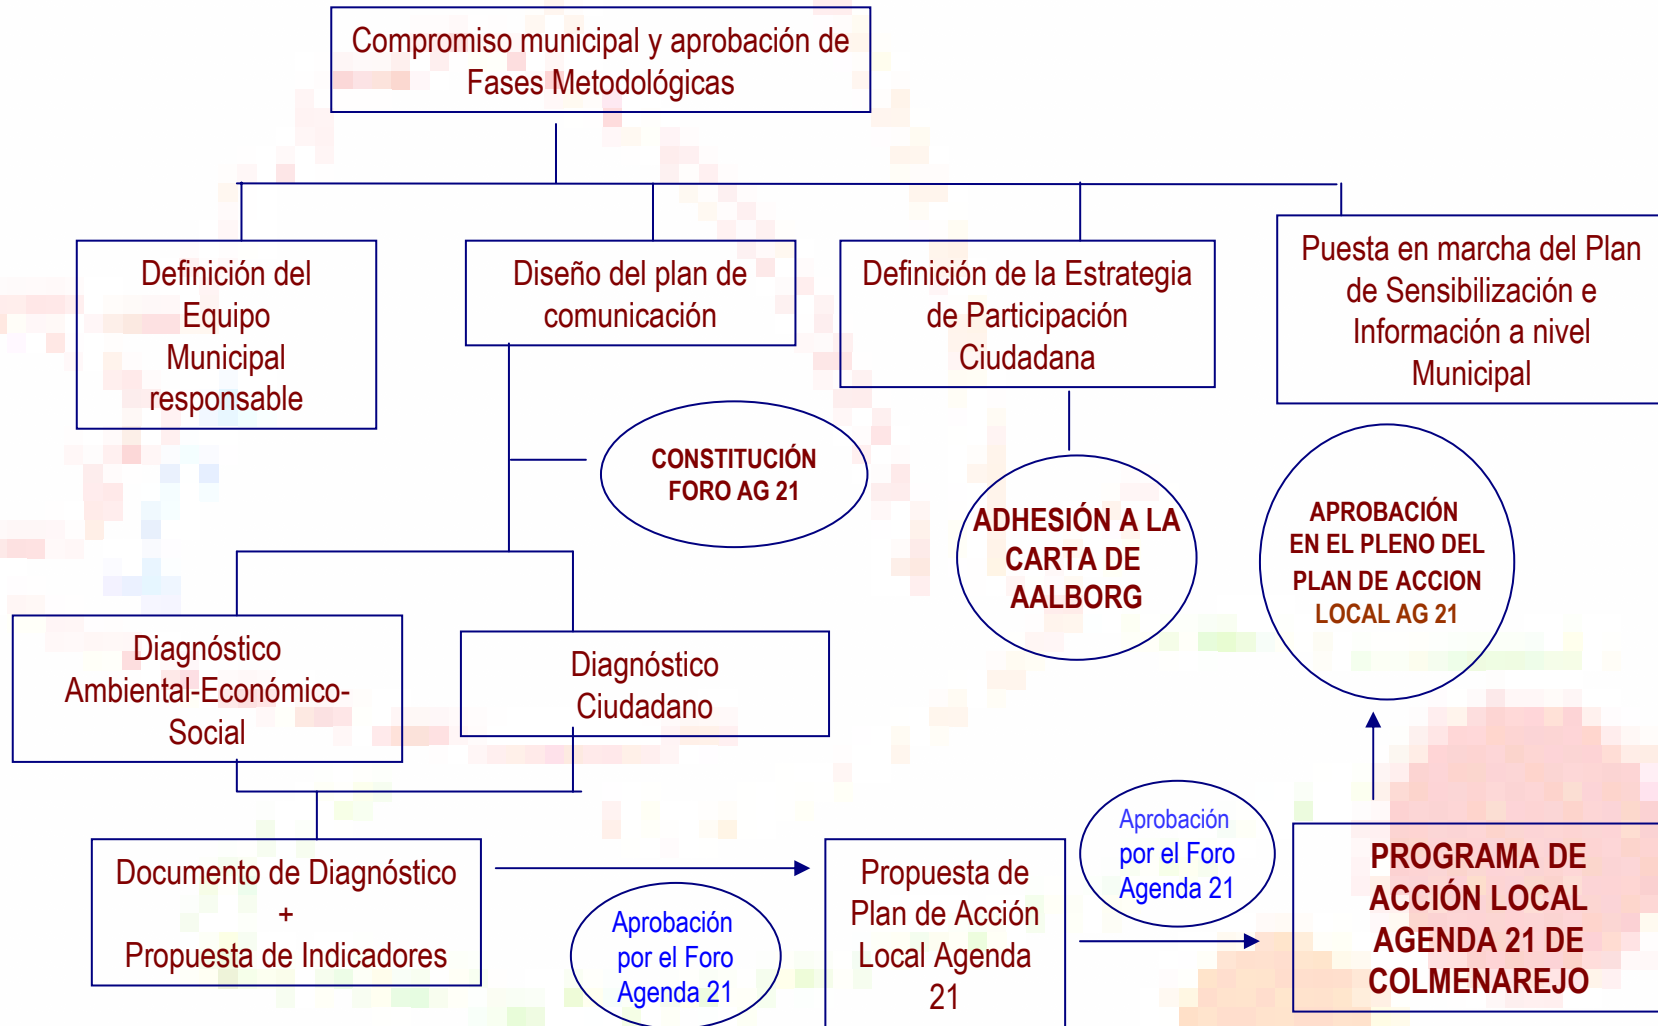 Compromiso municipal y aprobación de
Fases Metodológicas
Definición del
Equipo
Municipal
responsable
Diseño del plan de
comunicación
Definición de la Estrategia
de Participación
Ciudadana
Puesta en marcha del Plan
de Sensibilización e
Información a nivel
Municipal
CONSTITUCIÓN
FORO AG 21
ADHESIÓN A LA
CARTA DE
AALBORG
APROBACIÓN
EN EL PLENO DEL
PLAN DE ACCION
LOCAL AG 21
Diagnóstico
Ambiental-Económico-
Social
Diagnóstico
Ciudadano
Documento de Diagnóstico
+
Propuesta de Indicadores
Aprobación
por el Foro
Agenda 21
Propuesta de
Plan de Acción
Local Agenda
21
Aprobación
por el Foro
Agenda 21
PROGRAMA DE
ACCIÓN LOCAL
AGENDA 21 DE
COLMENAREJO